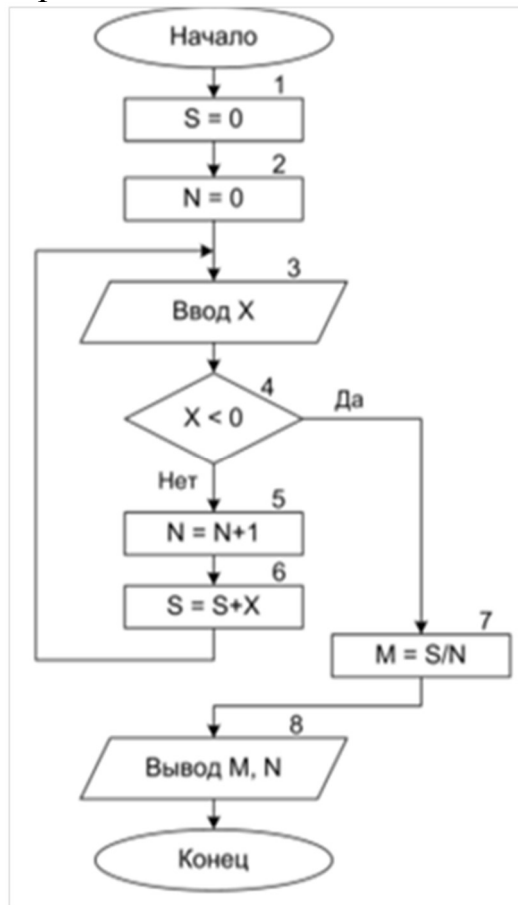 Начало
1
S = 0
2
N = 0
3
Ввод X
4
X < 0
Да
Нет
5
N = N+1
6
S = S+X
7
M = S/N
8
Вывод M, N
Конец